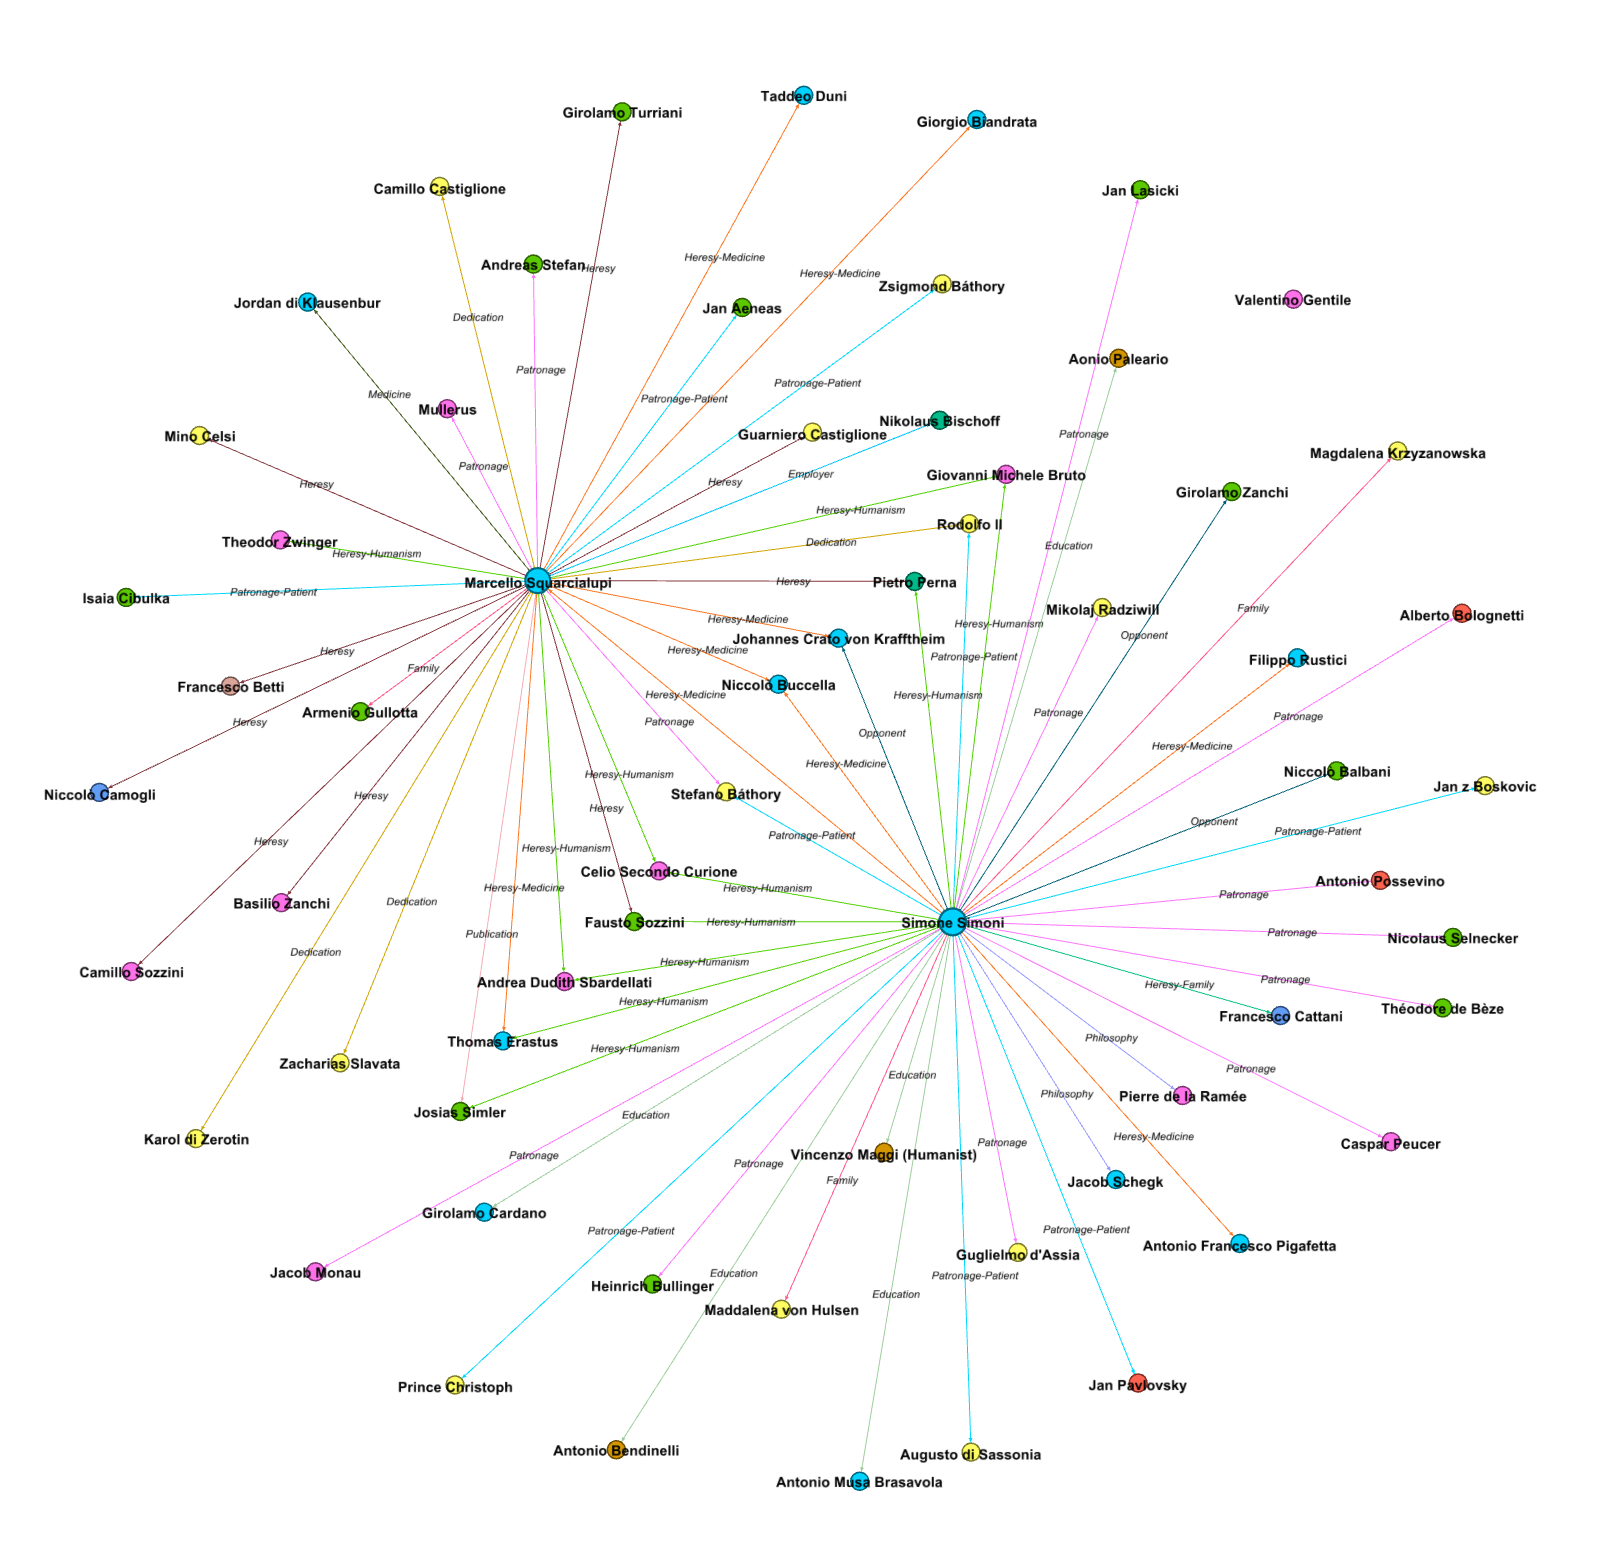 Taddeo Duni
Girolamo Turriani
Giorgio Biandrata
Camillo Castiglione
Jan Lasicki
Heresy-Medicine
Andreas Stefan
Heresy
Heresy-Medicine
Zsigmond Báthory
Valentino Gentile
Jordan di Klausenbur
Jan Aeneas
Dedication
Aonio Paleario
Patronage
Patronage-Patient
Medicine
Patronage-Patient
Mullerus
Nikolaus Bischoff
Mino Celsi
Guarniero Castiglione
Patronage
Magdalena Krzyzanowska
Patronage
Employer
Giovanni Michele Bruto
Heresy
Heresy
Girolamo Zanchi
Heresy-Humanism
Rodolfo II
Theodor Zwinger
Dedication
Education
Heresy-Humanism
Marcello Squarcialupi
Heresy
Pietro Perna
Patronage-Patient
Isaia Cibulka
Family
Mikolaj Radziwill
Alberto Bolognetti
Heresy-Medicine
Heresy-Humanism
Johannes Crato von Krafftheim
Opponent
Heresy
Heresy-Medicine
Patronage-Patient
Filippo Rustici
Family
Francesco Betti
Niccolò Buccella
Heresy-Medicine
Heresy-Humanism
Armenio Gullotta
Patronage
Patronage
Patronage
Heresy
Opponent
Heresy-Medicine
Heresy-Medicine
Niccolò Balbani
Heresy-Humanism
Jan z Boskovic
Niccolò Camogli
Stefano Báthory
Heresy
Heresy
Opponent
Patronage-Patient
Patronage-Patient
Heresy
Heresy-Humanism
Celio Secondo Curione
Antonio Possevino
Heresy-Medicine
Heresy-Humanism
Patronage
Basilio Zanchi
Dedication
Fausto Sozzini
Heresy-Humanism
Simone Simoni
Publication
Patronage
Nicolaus Selnecker
Dedication
Heresy-Humanism
Camillo Sozzini
Andrea Dudith Sbardellati
Patronage
Heresy-Family
Heresy-Humanism
Théodore de Bèze
Francesco Cattani
Philosophy
Thomas Erastus
Heresy-Humanism
Zacharias Slavata
Patronage
Education
Philosophy
Pierre de la Ramée
Josias Simler
Education
Karol di Zerotin
Heresy-Medicine
Patronage
Caspar Peucer
Patronage
Vincenzo Maggi (Humanist)
Patronage
Family
Jacob Schegk
Girolamo Cardano
Patronage-Patient
Patronage-Patient
Antonio Francesco Pigafetta
Guglielmo d'Assia
Jacob Monau
Education
Patronage-Patient
Heinrich Bullinger
Education
Maddalena von Hulsen
Prince Christoph
Jan Pavlovsky
Antonio Bendinelli
Augusto di Sassonia
Antonio Musa Brasavola